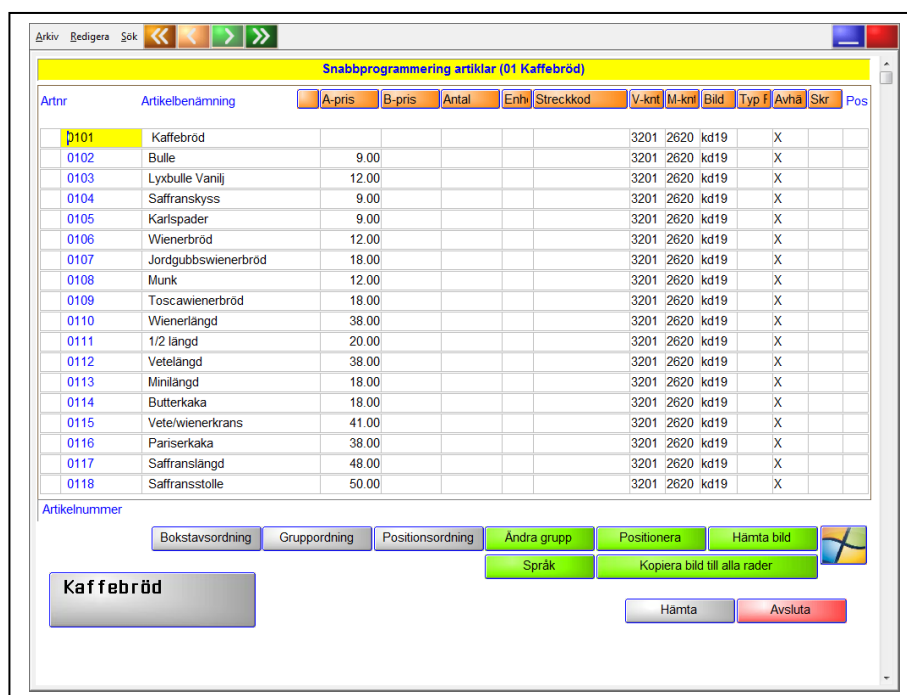 Arkiv Redigera Sök
Snabbprogrammering artiklar (01 Kaffebröd)
Artnr Artikelbenämning A-pris B-pris Antal Enh Streckkod V-knt M-knt Bild Typ F Avhä Skr Pos
0101 Kaffebröd 3201 2620 kd19 X
0102 Bulle 9.00 3201 2620 kd19 X
0103 Lyxbulle Vanilj 12.00 3201 2620 kd19 X
0104 Saffranskyss 9.00 3201 2620 kd19 X
0105 Karlspader 9.00 3201 2620 kd19 X
0106 Wienerbröd 12.00 3201 2620 kd19 X
0107 Jordgubbswienerbröd 18.00 3201 2620 kd19 X
0108 Munk 12.00 3201 2620 kd19 X
0109 Toscawienerbröd 18.00 3201 2620 kd19 X
0110 Wienerlängd 38.00 3201 2620 kd19 X
0111 1/2 längd 20.00 3201 2620 kd19 X
0112 Vetelängd 38.00 3201 2620 kd19 X
0113 Minilängd 18.00 3201 2620 kd19 X
0114 Butterkaka 18.00 3201 2620 kd19 X
0115 Vete/wienerkrans 41.00 3201 2620 kd19 X
0116 Pariserkaka 38.00 3201 2620 kd19 X
0117 Saffranslängd 48.00 3201 2620 kd19 X
0118 Saffransstolle 50.00 3201 2620 kd19 X
Artikelnummer
Bokstavsordning Gruppordning Positionsordning Ändra grupp Positionera Hämta bild
Språk Kopiera bild till alla rader
Kaffebröd
Hämta Avsluta